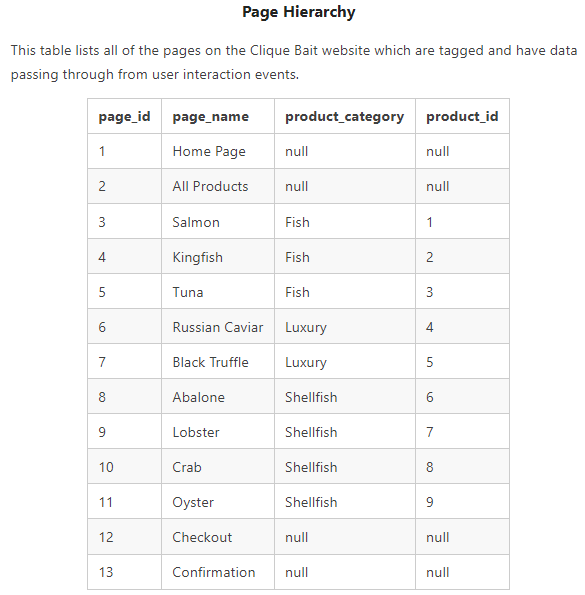 Page Hierarchy
This table lists all of the pages on the Clique Bait website which are tagged and have data
passing through from user interaction events.
page_id page_name product_category product_id
1 Home Page null null
2 All Products null null
3 Salmon Fish 1
4 Kingfish Fish 2
5 Tuna Fish 3
6 Russian Caviar Luxury 4
7 Black Truffle Luxury 5
8 Abalone Shellfish 6
9 Lobster Shellfish 7
10 Crab Shellfish 8
11 Oyster Shellfish 9
12 Checkout null null
13 Confirmation null null